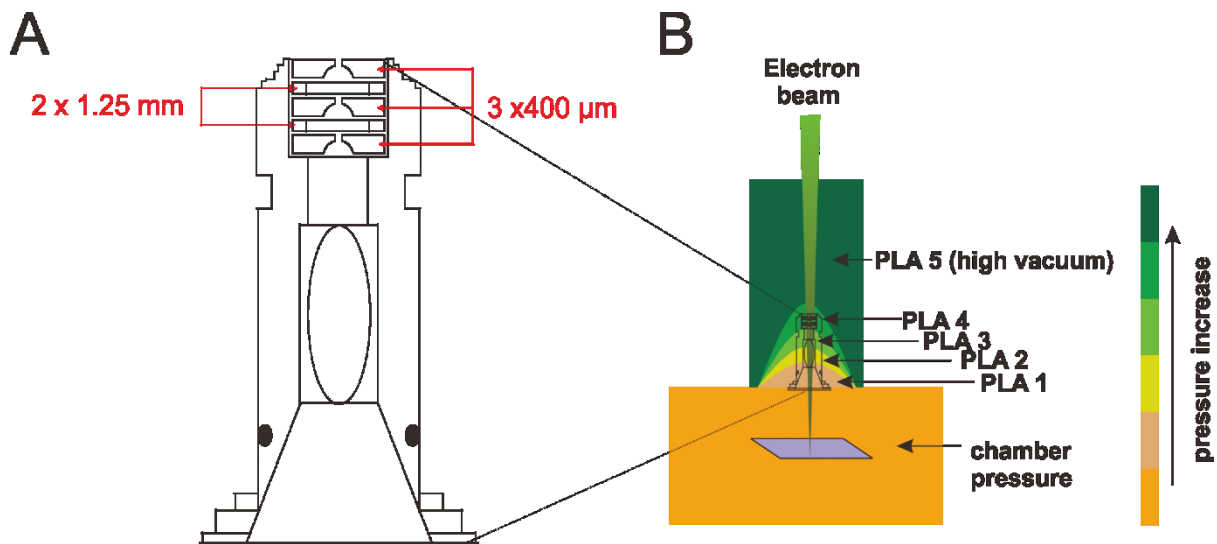 A
2 x 1.25 mm
3 x400 µm
B
Electron
beam
PLA 5 (high vacuum)
PLA 4
PLA 3
PLA 2
PLA 1
chamber
pressure
pressure increase